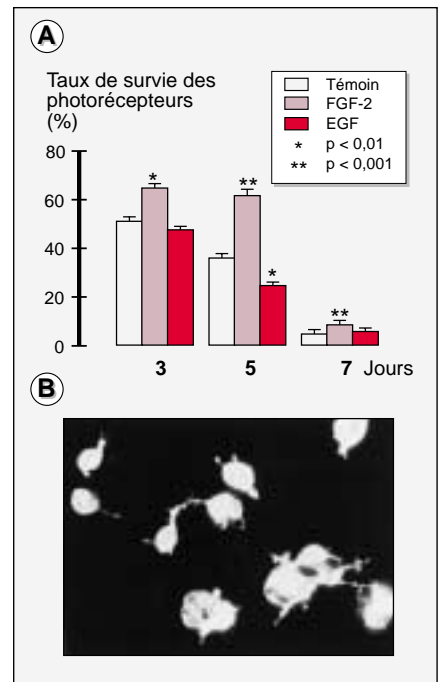 A
Taux de survie des
photorécepteurs
(%)
Témoin
FGF-2
EGF
* p < 0,01
** p < 0,001
80
60
40
20
0
*
**
*
**
3 5 7 Jours
B